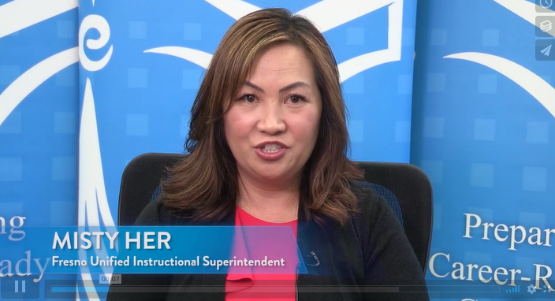 ng
ady
MISTY HER
Fresno Unified Instructional Superintendent
Prepar
Career-R